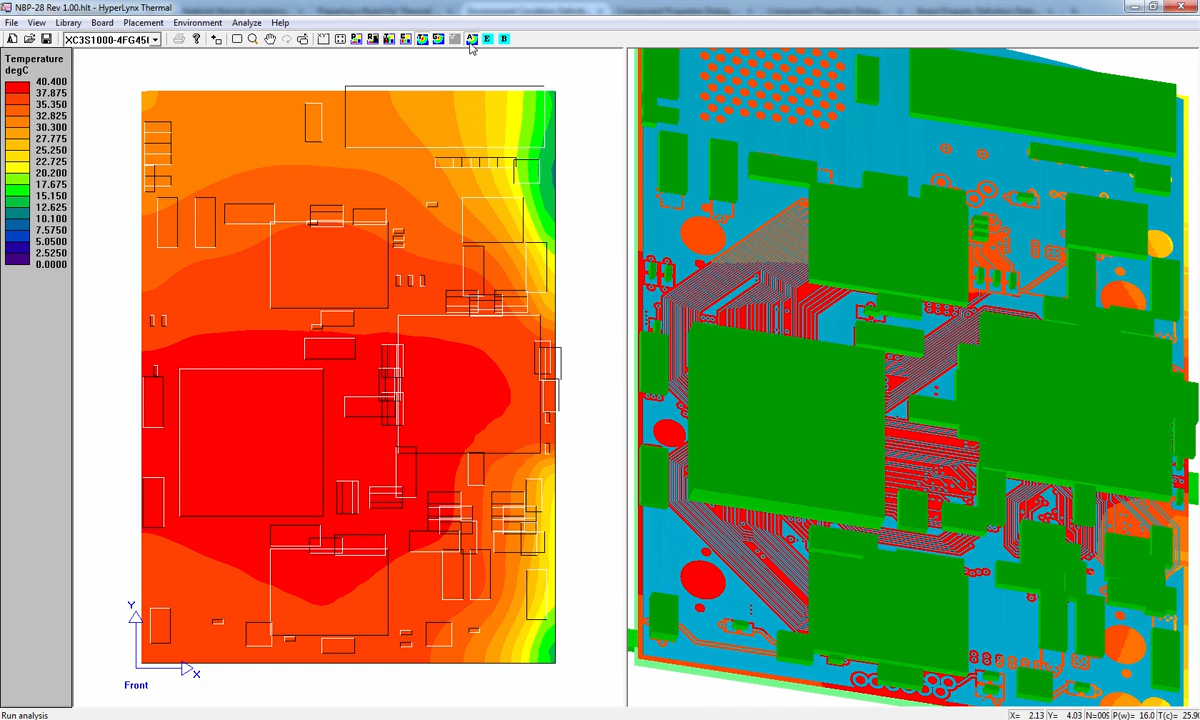 NBP-28 Rev 1.00.hlt - HyperLynx Thermal
File View Library Board Placement Environment Analyze Help
XC3S1000-4FG45(
Temperature
degC
40.400
37.875
35.350
32.825
30.300
27.775
25.250
22.725
20.200
17.675
15.150
12.625
10.100
7.5750
5.0500
2.5250
0.0000
Y
X
Front
Run analysis
X= 2.13 Y= 4.03 N=00S P(w)= 16.0 T(c)= 25.9